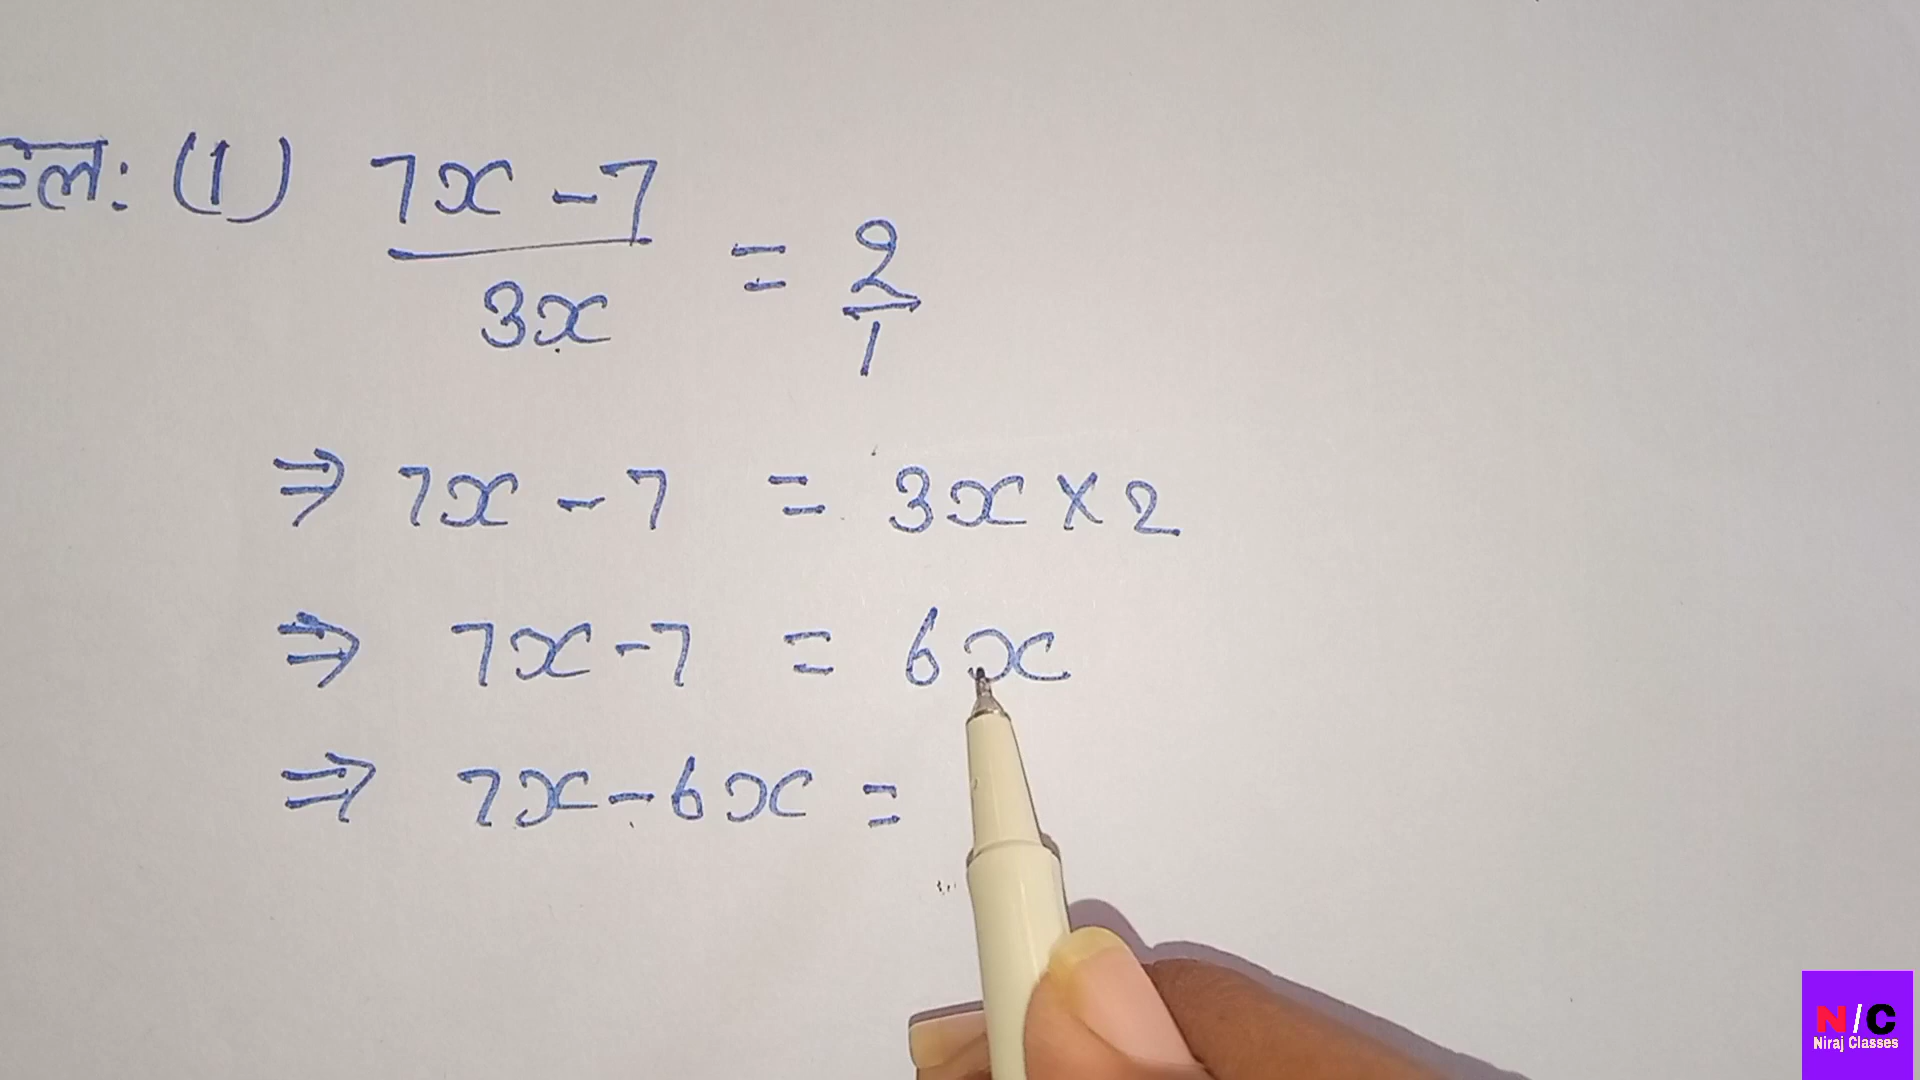 हल: (1) 7x - 7 / 3x = 2 / 1
⇒ 7x - 7 = 3x × 2
⇒ 7x - 7 = 6x
⇒ 7x - 6x =
N/C
Niraj Classes